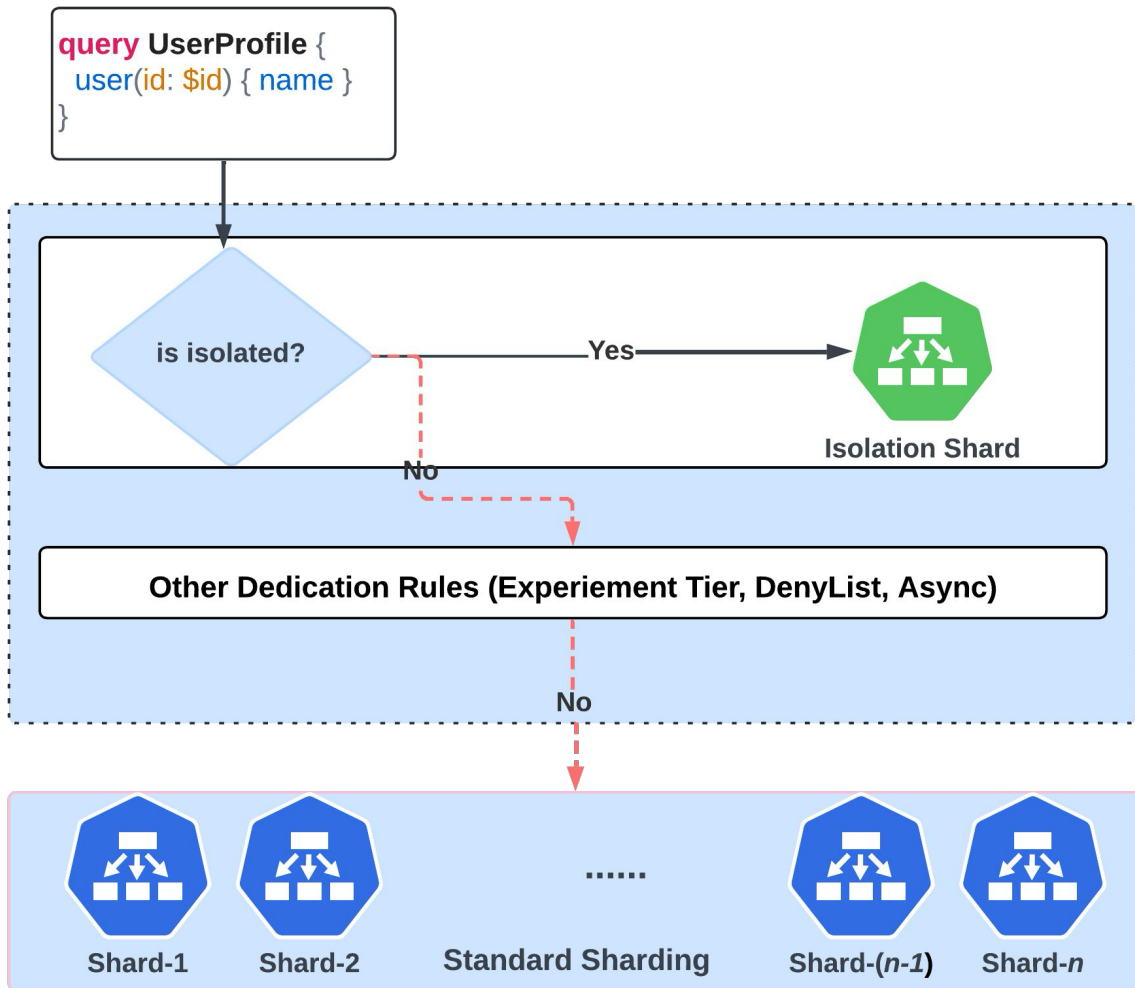 query UserProfile {
user(id: $id) { name }
}
is isolated?
Yes
Isolation Shard
No
Other Dedication Rules (Experiement Tier, DenyList, Async)
No
......
Shard-1
Shard-2
Standard Sharding
Shard-(n-1)
Shard-n